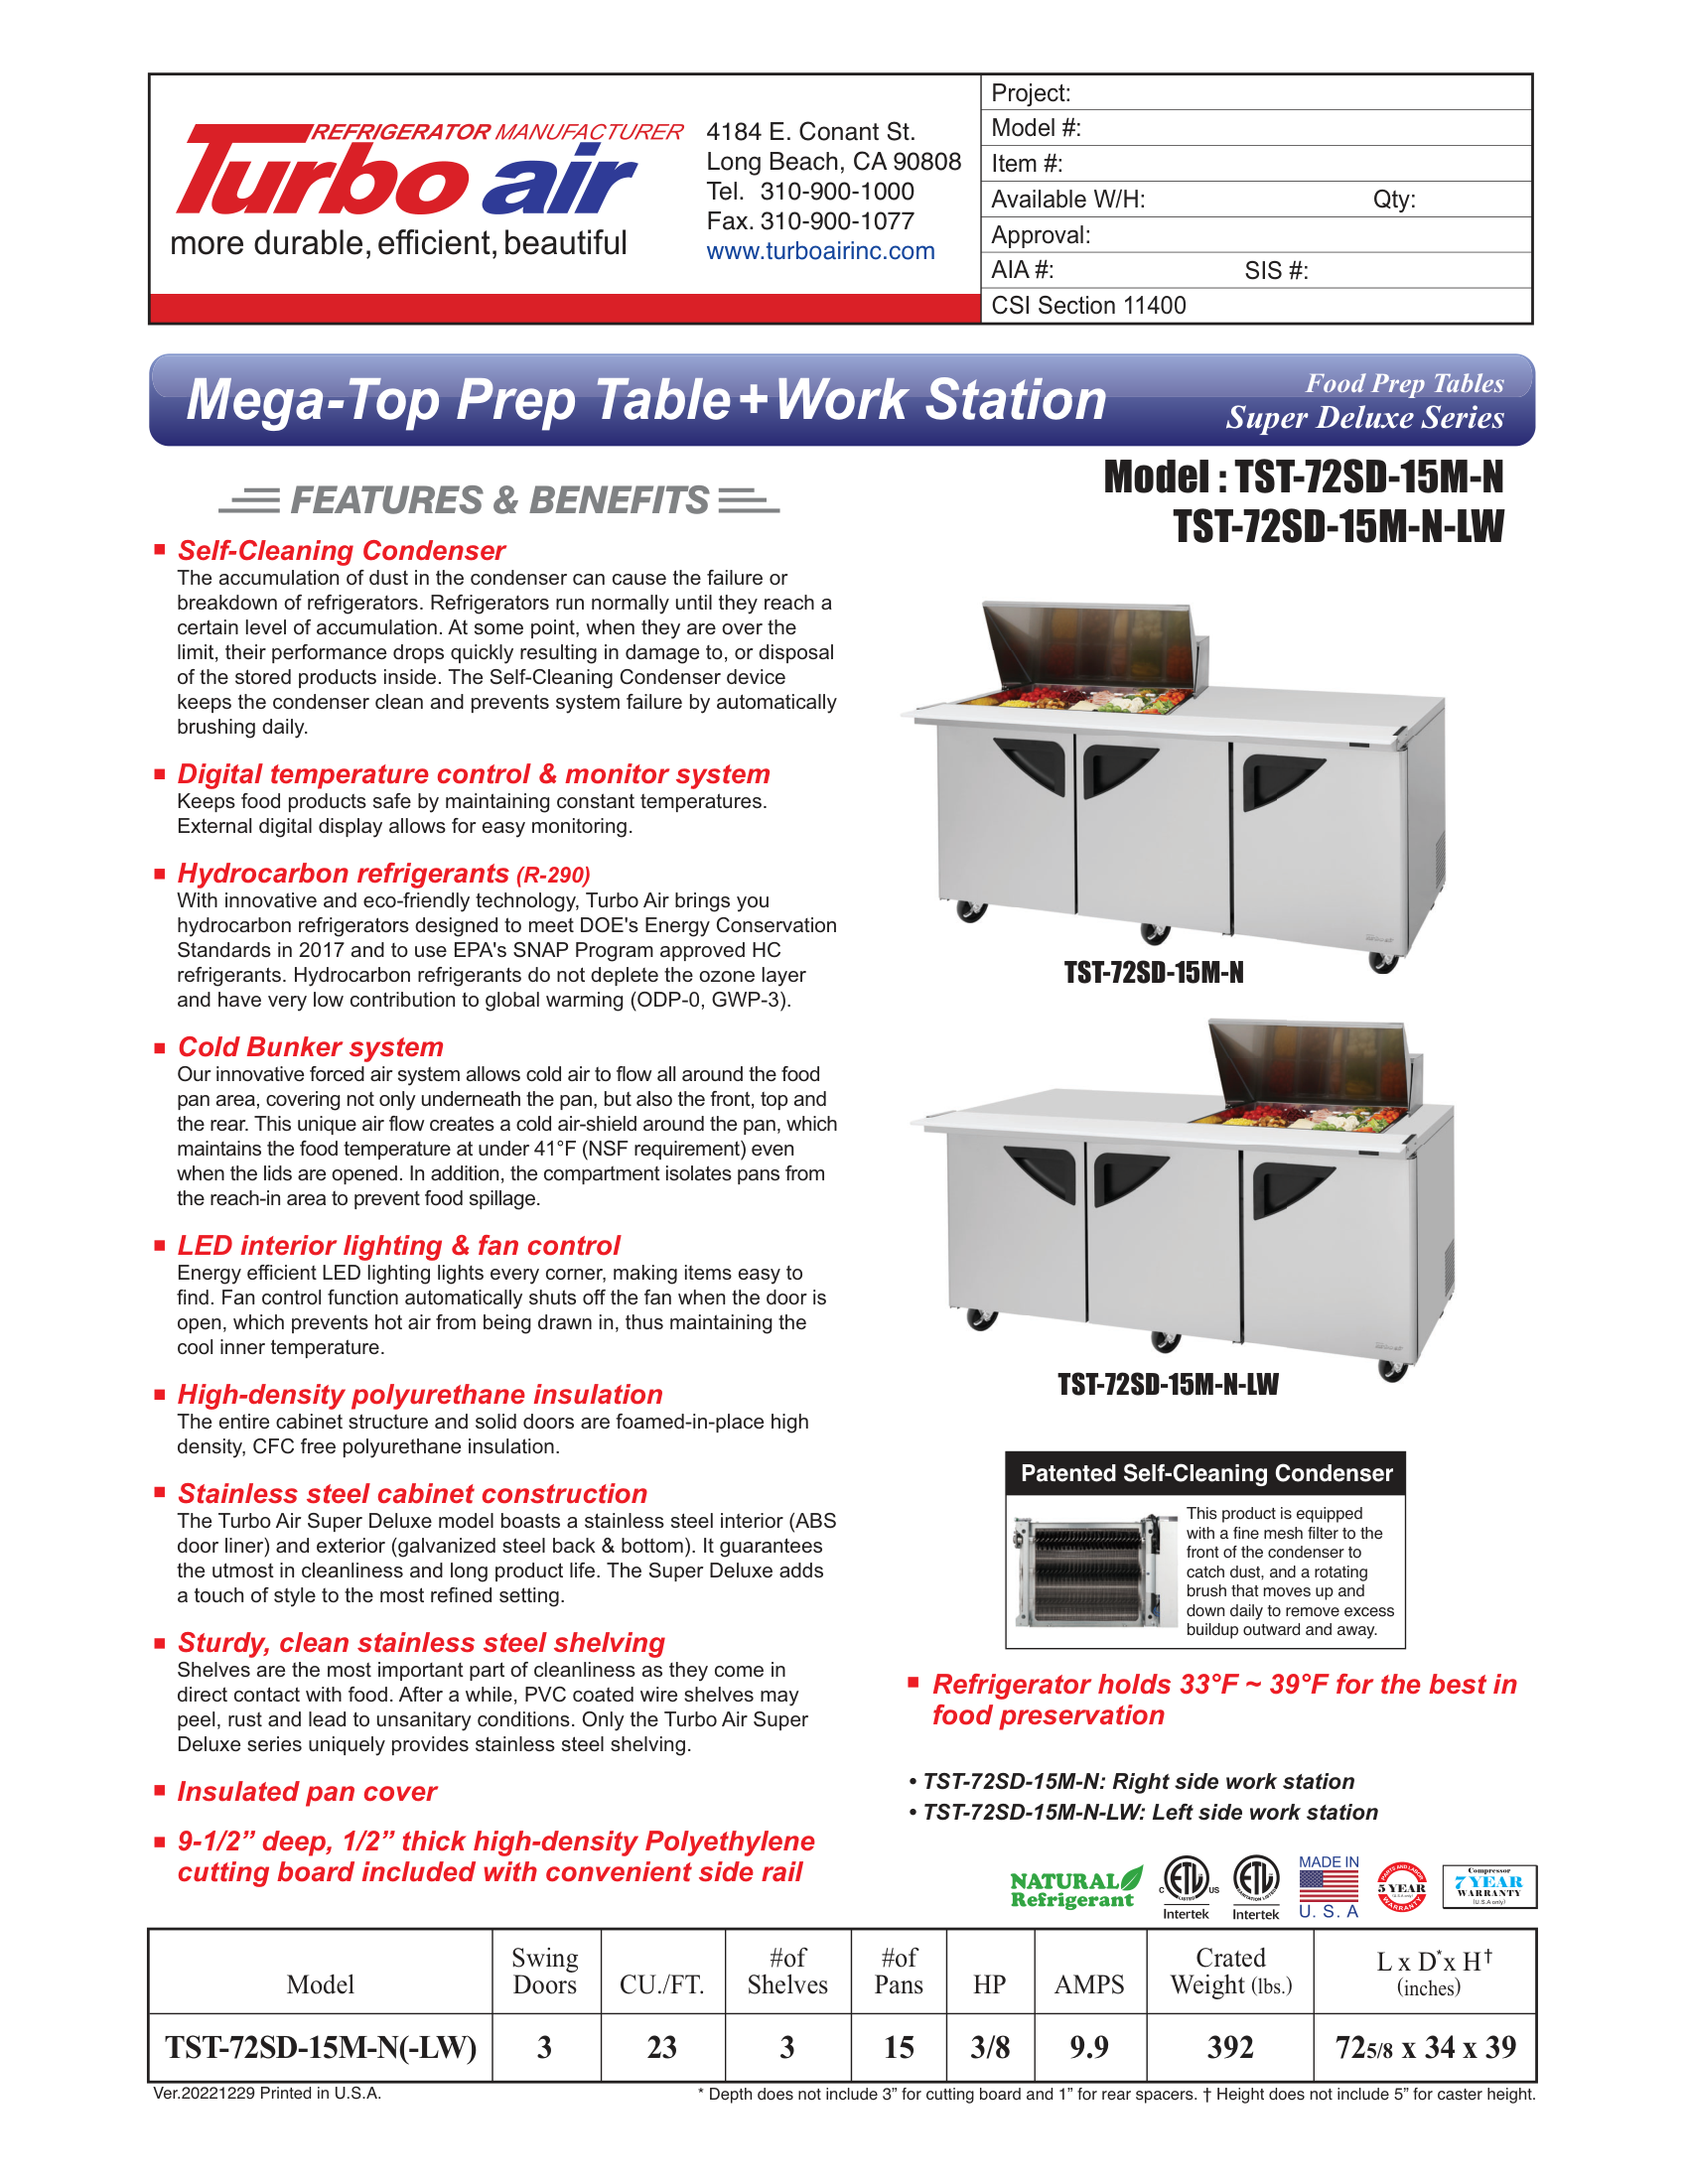 REFRIGERATOR MANUFACTURER
Turbo air
more durable, efficient, beautiful
4184 E. Conant St.
Long Beach, CA 90808
Tel. 310-900-1000
Fax. 310-900-1077
www.turboairinc.com
Project:
Model #:
Item #:
Available W/H: Qty:
Approval:
AIA #: SIS #:
CSI Section 11400
Mega-Top Prep Table+Work Station
Food Prep Tables
Super Deluxe Series
Model : TST-72SD-15M-N
TST-72SD-15M-N-LW
FEATURES & BENEFITS
Self-Cleaning Condenser
The accumulation of dust in the condenser can cause the failure or
breakdown of refrigerators. Refrigerators run normally until they reach a
certain level of accumulation. At some point, when they are over the
limit, their performance drops quickly resulting in damage to, or disposal
of the stored products inside. The Self-Cleaning Condenser device
keeps the condenser clean and prevents system failure by automatically
brushing daily.
Digital temperature control & monitor system
Keeps food products safe by maintaining constant temperatures.
External digital display allows for easy monitoring.
Hydrocarbon refrigerants (R-290)
With innovative and eco-friendly technology, Turbo Air brings you
hydrocarbon refrigerators designed to meet DOE's Energy Conservation
Standards in 2017 and to use EPA's SNAP Program approved HC
refrigerants. Hydrocarbon refrigerants do not deplete the ozone layer
and have very low contribution to global warming (ODP-0, GWP-3).
Cold Bunker system
Our innovative forced air system allows cold air to flow all around the food
pan area, covering not only underneath the pan, but also the front, top and
the rear. This unique air flow creates a cold air-shield around the pan, which
maintains the food temperature at under 41°F (NSF requirement) even
when the lids are opened. In addition, the compartment isolates pans from
the reach-in area to prevent food spillage.
LED interior lighting & fan control
Energy efficient LED lighting lights every corner, making items easy to
find. Fan control function automatically shuts off the fan when the door is
open, which prevents hot air from being drawn in, thus maintaining the
cool inner temperature.
High-density polyurethane insulation
The entire cabinet structure and solid doors are foamed-in-place high
density, CFC free polyurethane insulation.
Stainless steel cabinet construction
The Turbo Air Super Deluxe model boasts a stainless steel interior (ABS
door liner) and exterior (galvanized steel back & bottom). It guarantees
the utmost in cleanliness and long product life. The Super Deluxe adds
a touch of style to the most refined setting.
Sturdy, clean stainless steel shelving
Shelves are the most important part of cleanliness as they come in
direct contact with food. After a while, PVC coated wire shelves may
peel, rust and lead to unsanitary conditions. Only the Turbo Air Super
Deluxe series uniquely provides stainless steel shelving.
Insulated pan cover
9-1/2” deep, 1/2” thick high-density Polyethylene
cutting board included with convenient side rail
Turbo air
TST-72SD-15M-N
Turbo air
TST-72SD-15M-N-LW
Patented Self-Cleaning Condenser
This product is equipped
with a fine mesh filter to the
front of the condenser to
catch dust, and a rotating
brush that moves up and
down daily to remove excess
buildup outward and away.
Refrigerator holds 33°F ~ 39°F for the best in
food preservation
• TST-72SD-15M-N: Right side work station
• TST-72SD-15M-N-LW: Left side work station
NATURAL
Refrigerant
C ETL US
LISTED
Intertek
ETL
SANITATION LISTED
Intertek
MADE IN
U. S. A
PARTS AND LABOR
5 YEAR
(U.S.A only)
WARRANTY
Compressor
7 YEAR
WARRANTY
(U.S.A only)
Model Swing Doors CU./FT. #of Shelves #of Pans HP AMPS Crated Weight (lbs.) L x D* x H† (inches)
TST-72SD-15M-N(-LW) 3 23 3 15 3/8 9.9 392 725/8 x 34 x 39
Ver.20221229 Printed in U.S.A.
* Depth does not include 3” for cutting board and 1” for rear spacers. † Height does not include 5” for caster height.